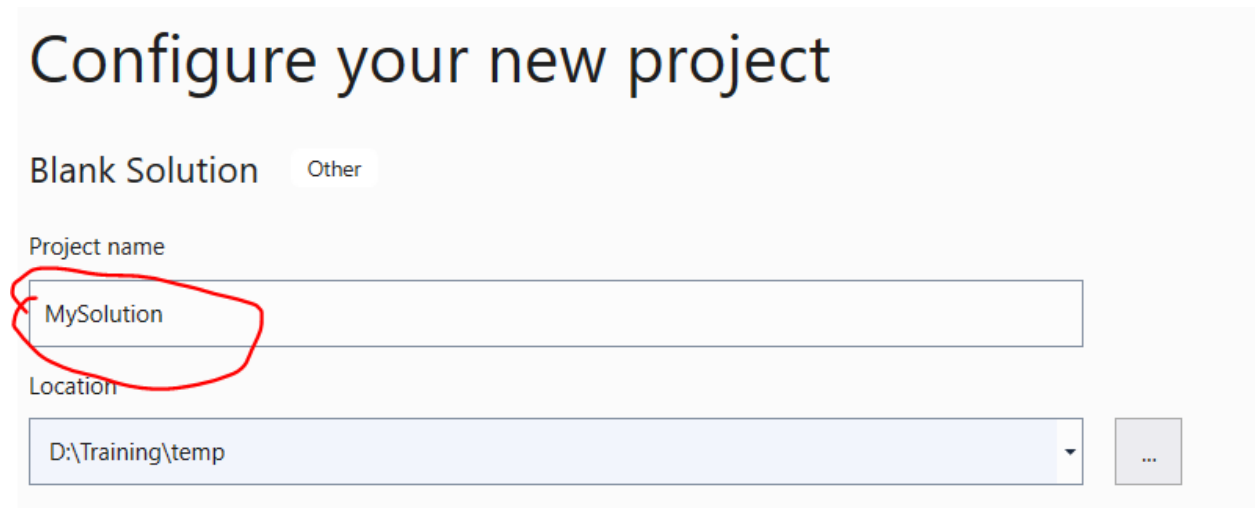 Configure your new project
Blank Solution Other
Project name
MySolution
Location
D:\Training\temp
...